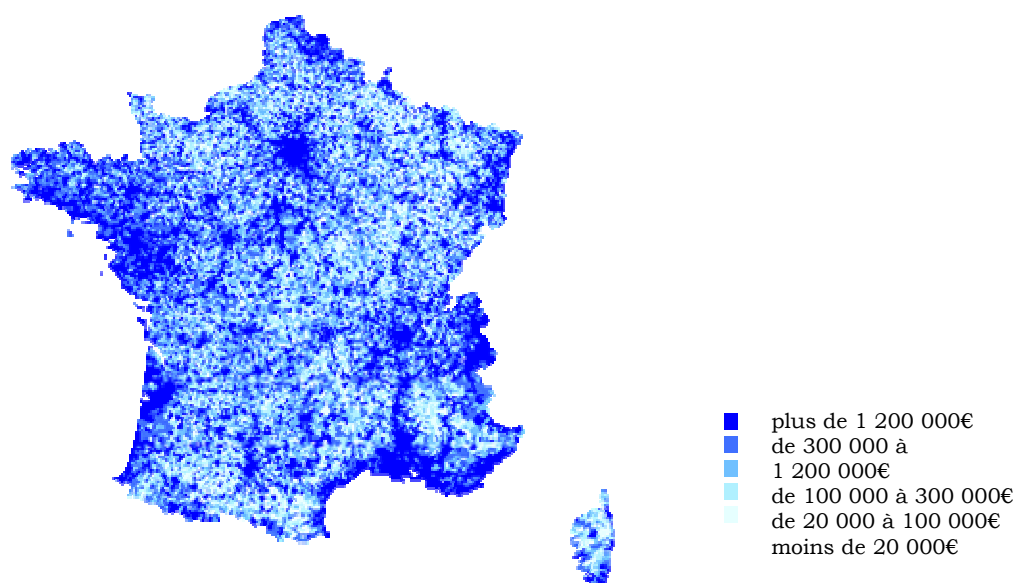 plus de 1 200 000€
de 300 000 à
1 200 000€
de 100 000 à 300 000€
de 20 000 à 100 000€
moins de 20 000€